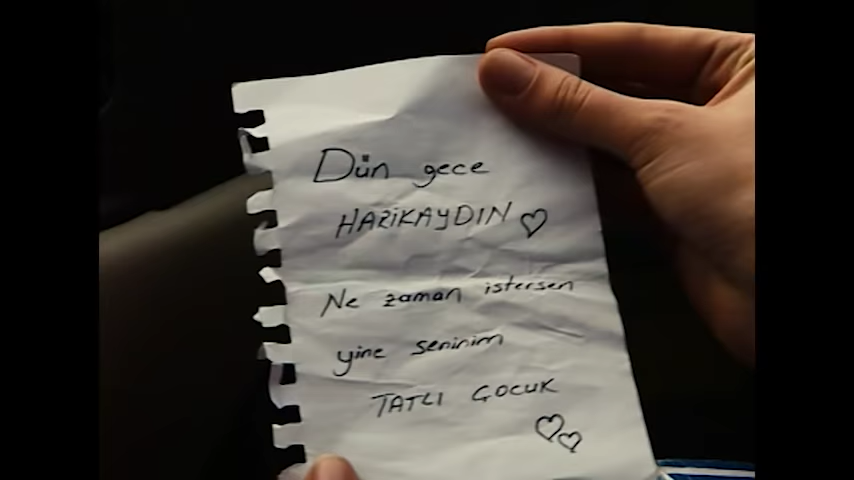 Dün gece
HARİKAYDIN
Ne zaman istersen
yine seninim
TATLI ÇOCUK